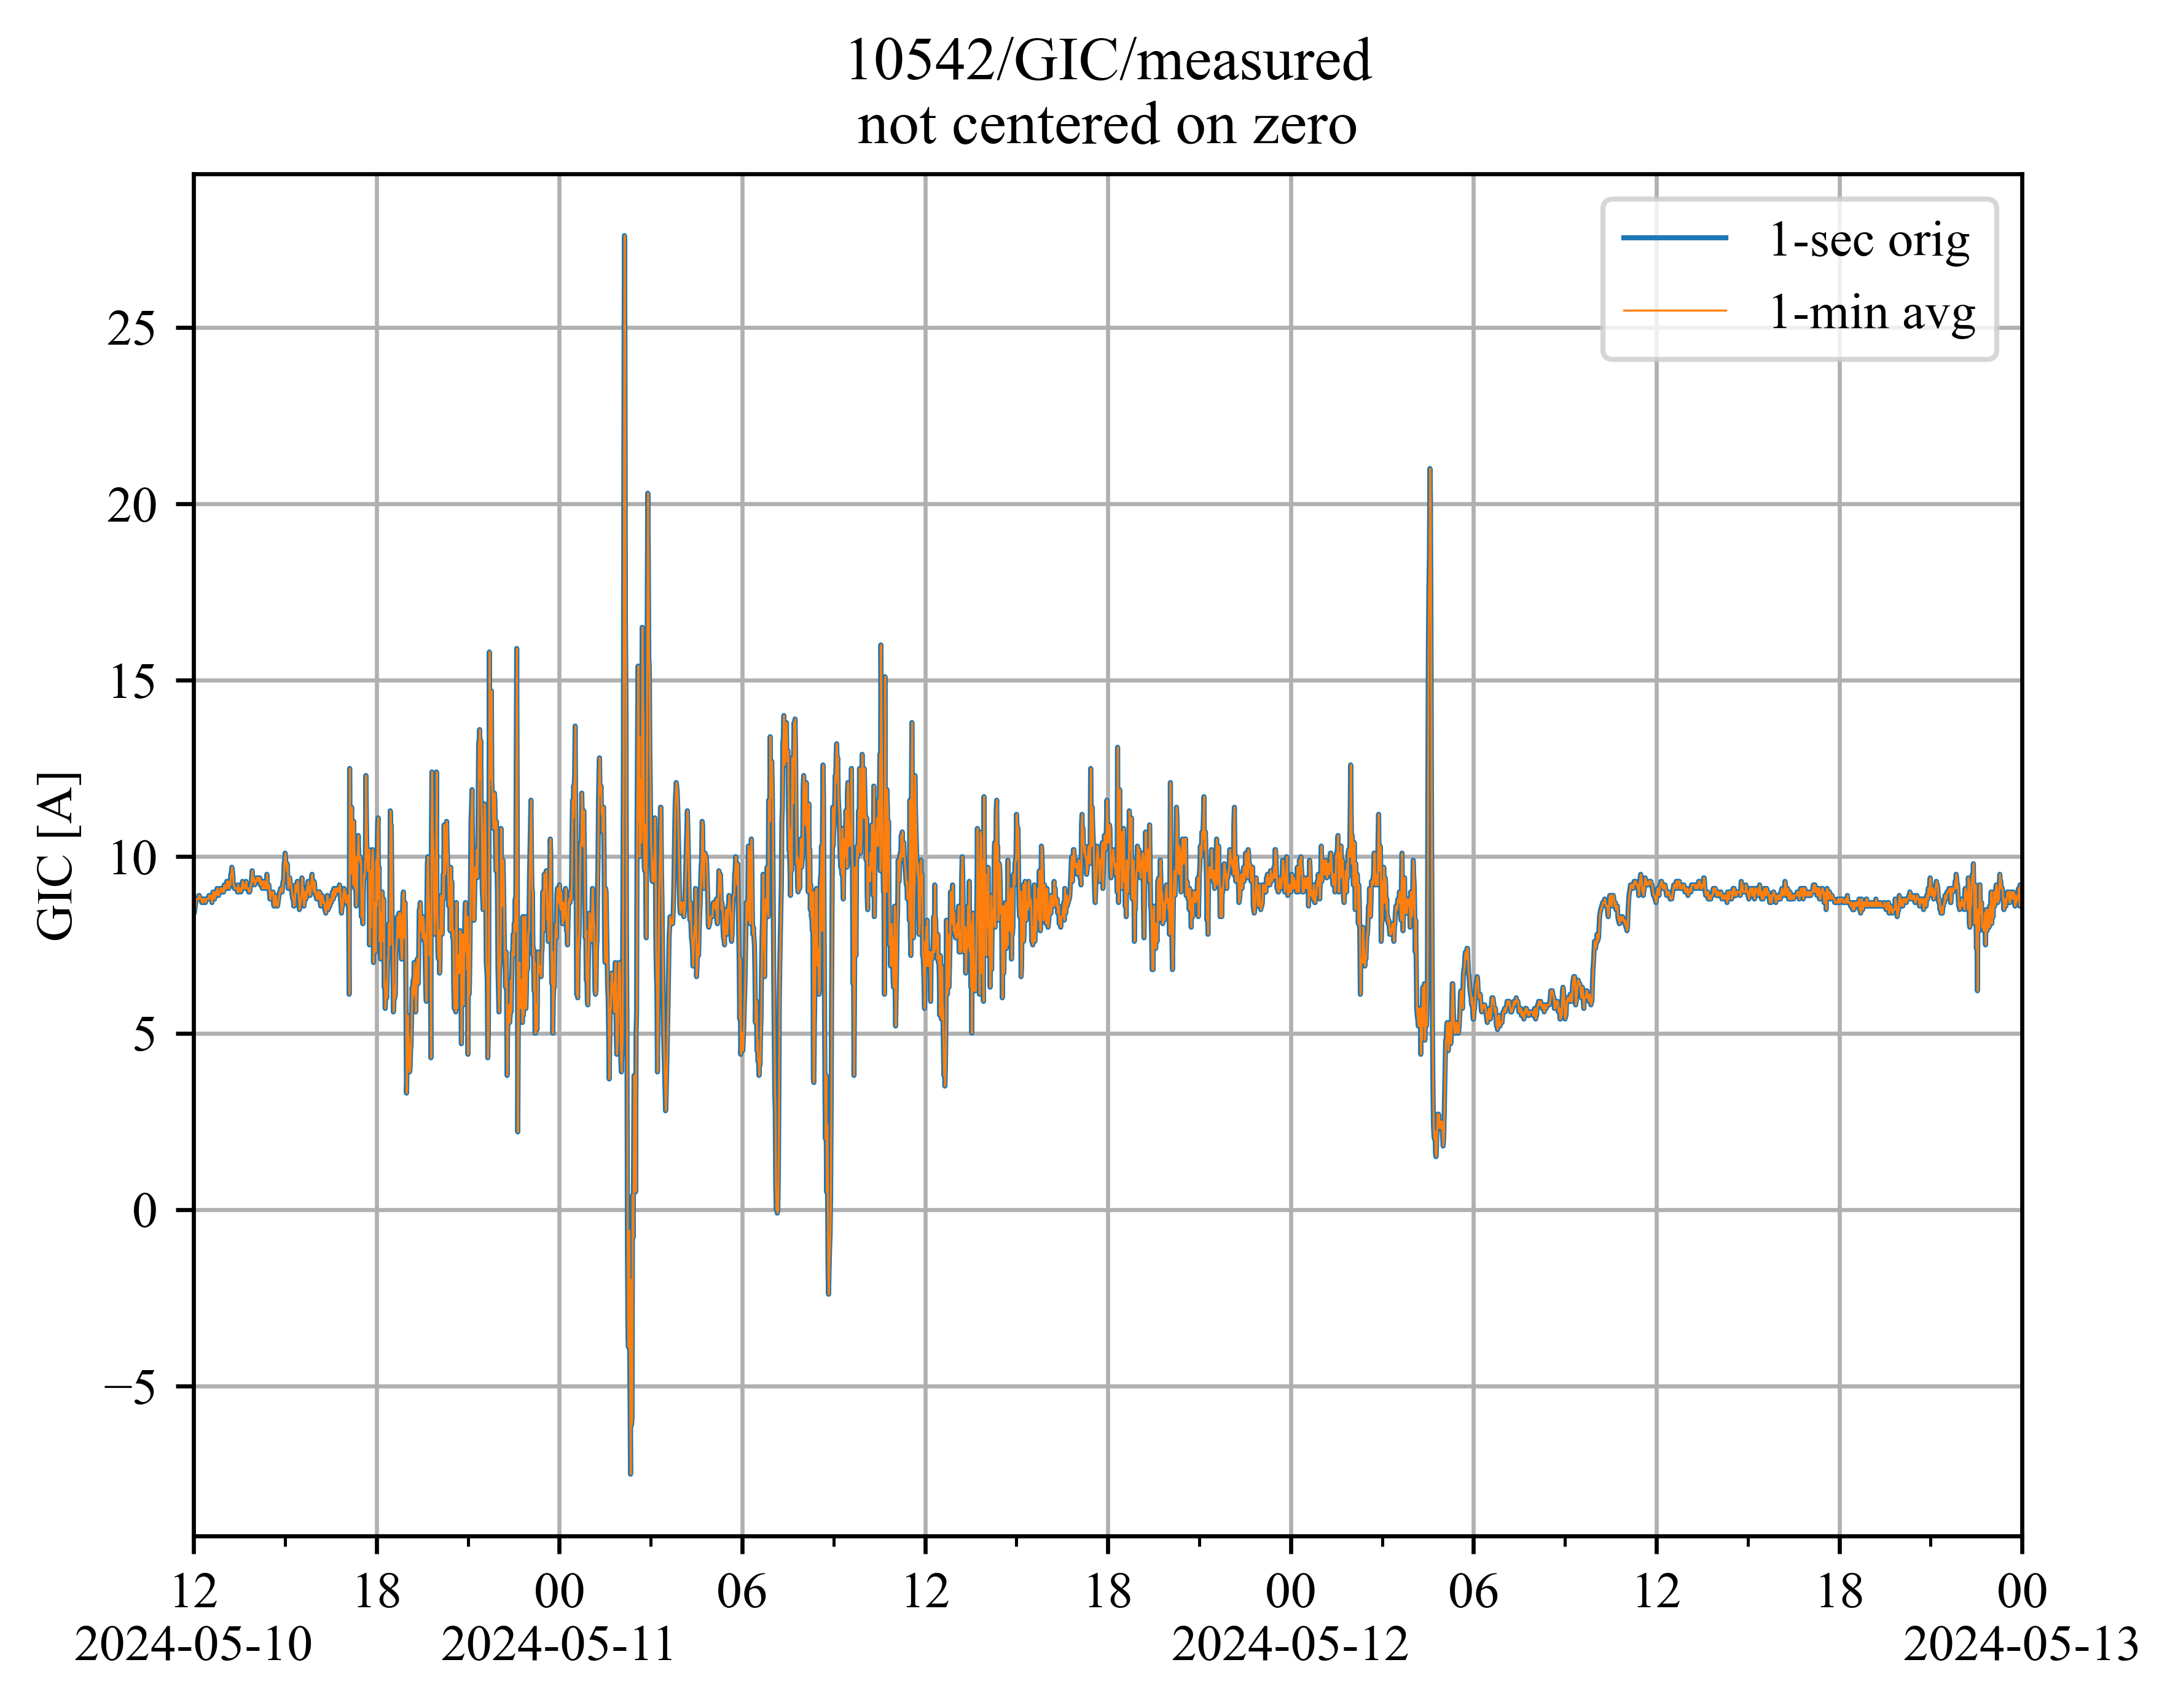 10542/GIC/measured
not centered on zero
1-sec orig
1-min avg
GIC [A]
25
20
15
10
5
0
−5
12 18 00 06 12 18 00 06 12 18 00
2024-05-10 2024-05-11 2024-05-12 2024-05-13